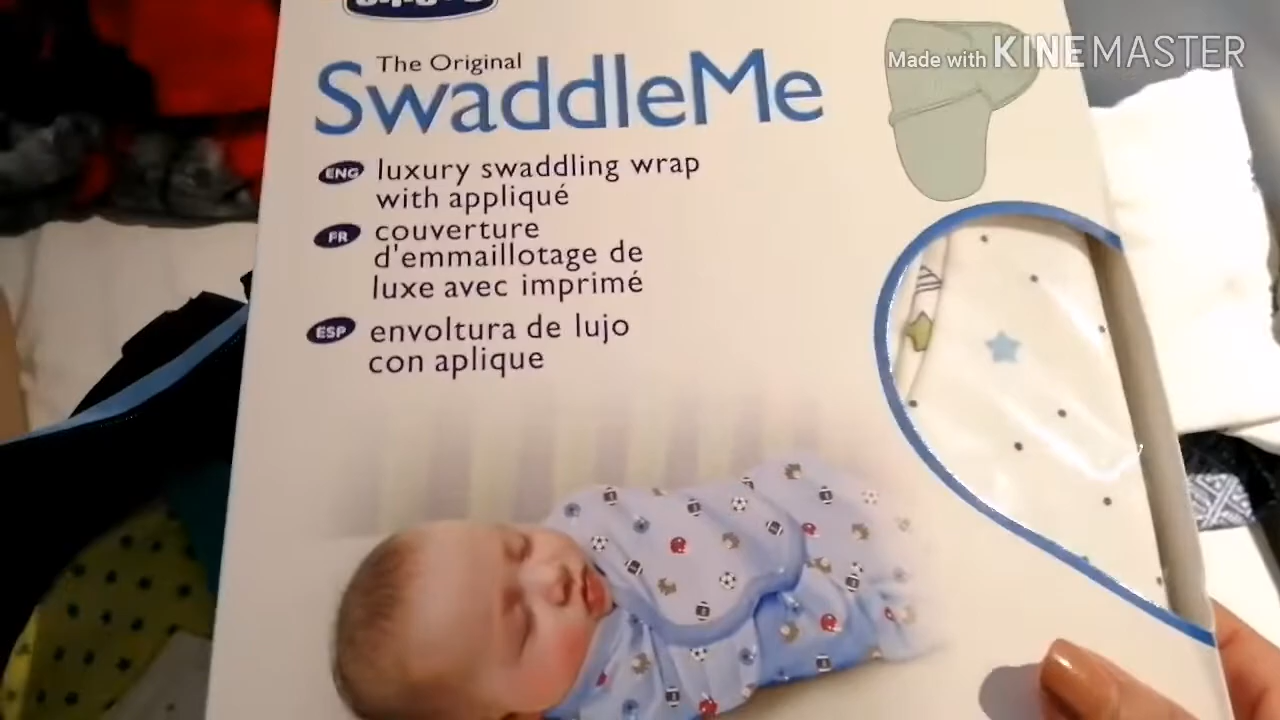 The Original
SwaddleMe
ENG luxury swaddling wrap
with appliqué
FR couverture
d'emmaillotage de
luxe avec imprimé
ESP envoltura de lujo
con aplique
Made with KINEMASTER